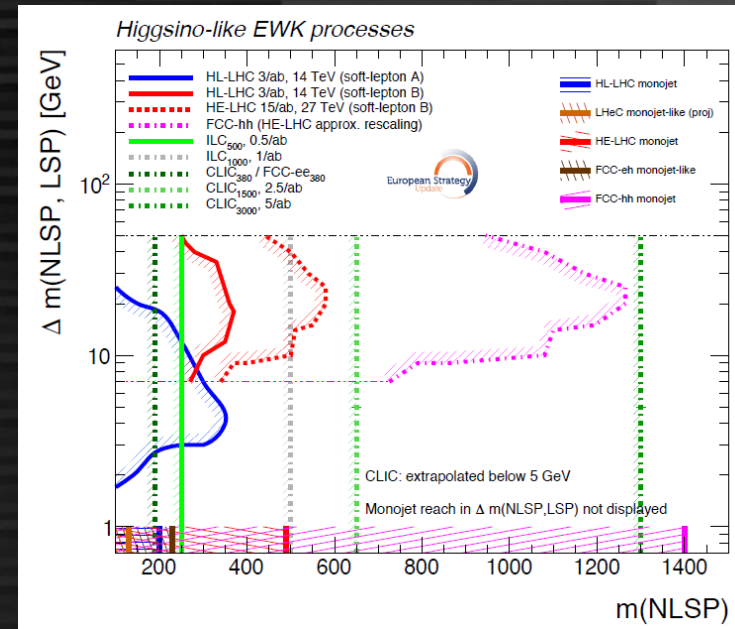 Higgsino-like EWK processes
Δ m(NLSP, LSP) [GeV]
HL-LHC 3/ab, 14 TeV (soft-lepton A)
HL-LHC 3/ab, 14 TeV (soft-lepton B)
HE-LHC 15/ab, 27 TeV (soft-lepton B)
FCC-hh (HE-LHC approx. rescaling)
ILC500, 0.5/ab
ILC1000, 1/ab
CLIC380 / FCC-ee380
CLIC1500, 2.5/ab
CLIC3000, 5/ab
European Strategy
Update
HL-LHC monojet
LHeC monojet-like (proj)
HE-LHC monojet
FCC-eh monojet-like
FCC-hh monojet
10²
10
1
CLIC: extrapolated below 5 GeV
Monojet reach in Δ m(NLSP,LSP) not displayed
200 400 600 800 1000 1200 1400
m(NLSP)